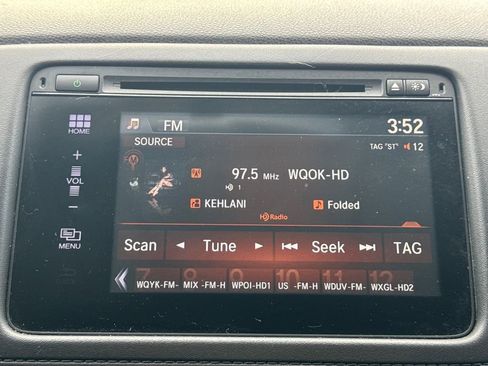 FM
3:52
HOME
SOURCE
TAG "ST" 12
FM
+
97.5 MHz WQOK-HD
VOL
1
KEHLANI Folded
−
HD Radio
MENU
Scan Tune Seek TAG
7 8 9 10 11 12
WQYK-FM- MIX -FM-H WPOI-HD1 US -FM-H WDUV-FM- WXGL-HD2